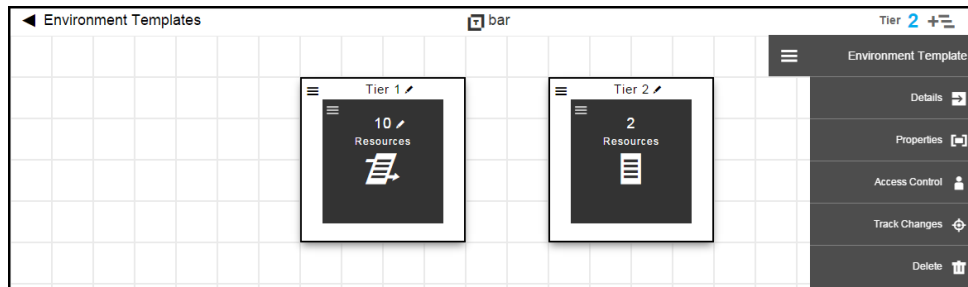 Environment Templates
bar
Tier 2
Environment Template
Tier 1
Tier 2
10
Resources
2
Resources
Details
Properties
Access Control
Track Changes
Delete